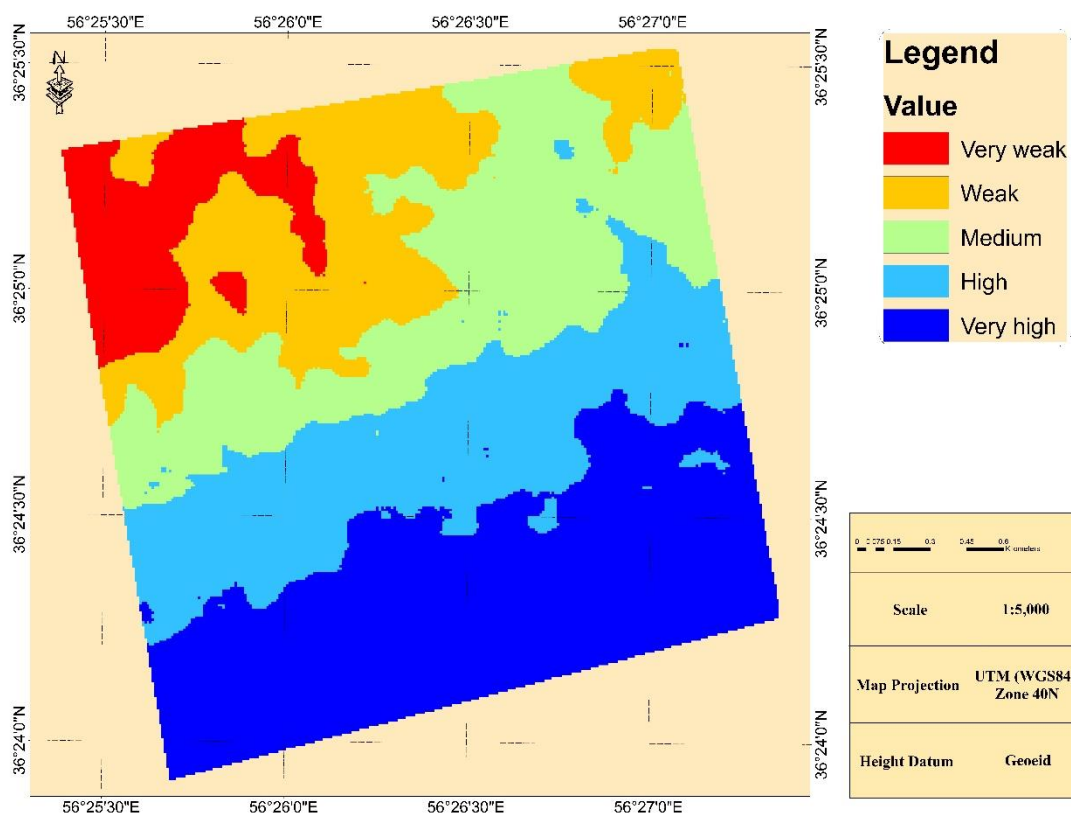 56°25'30"E 56°26'0"E 56°26'30"E 56°27'0"E
36°25'30"N
36°25'0"N
36°24'30"N
36°24'0"N
N
36°25'30"N
36°25'0"N
36°24'30"N
36°24'0"N
56°25'30"E 56°26'0"E 56°26'30"E 56°27'0"E
Legend
Value
Very weak
Weak
Medium
High
Very high
0.15 0.3 0.45 0.6
Scale 1:5,000
Map Projection UTM (WGS84
Zone 40N
Height Datum Geoeid